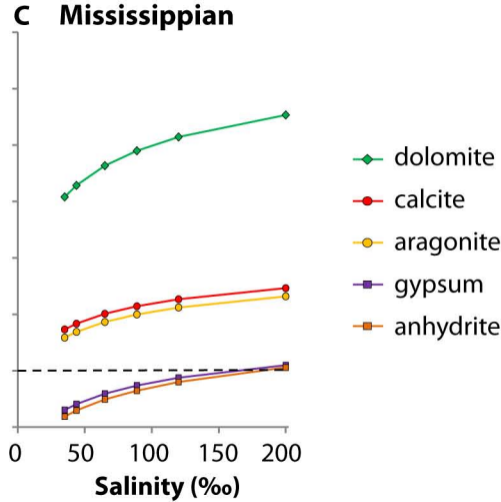 C Mississippian
dolomite
calcite
aragonite
gypsum
anhydrite
0 50 100 150 200
Salinity (‰)